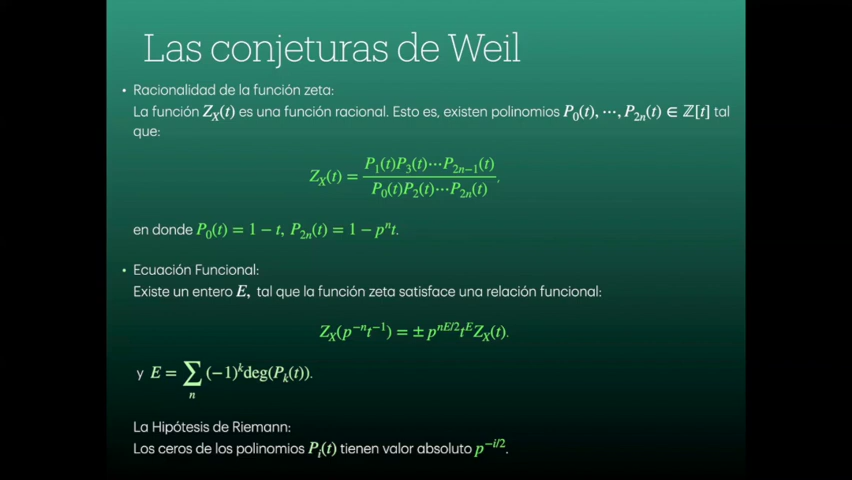 Las conjeturas de Weil
• Racionalidad de la función zeta:
La función Z_X(t) es una función racional. Esto es, existen polinomios P_0(t), ⋯, P_{2n}(t) ∈ ℤ[t] tal
que:
Z_X(t) = \frac{P_1(t)P_3(t)⋯P_{2n−1}(t)}{P_0(t)P_2(t)⋯P_{2n}(t)},
en donde P_0(t) = 1 − t, P_{2n}(t) = 1 − p^n t.
• Ecuación Funcional:
Existe un entero E, tal que la función zeta satisface una relación funcional:
Z_X(p^{−n}t^{−1}) = ± p^{nE/2}t^E Z_X(t).
y E = ∑_n (−1)^k deg(P_k(t)).
La Hipótesis de Riemann:
Los ceros de los polinomios P_i(t) tienen valor absoluto p^{−i/2}.